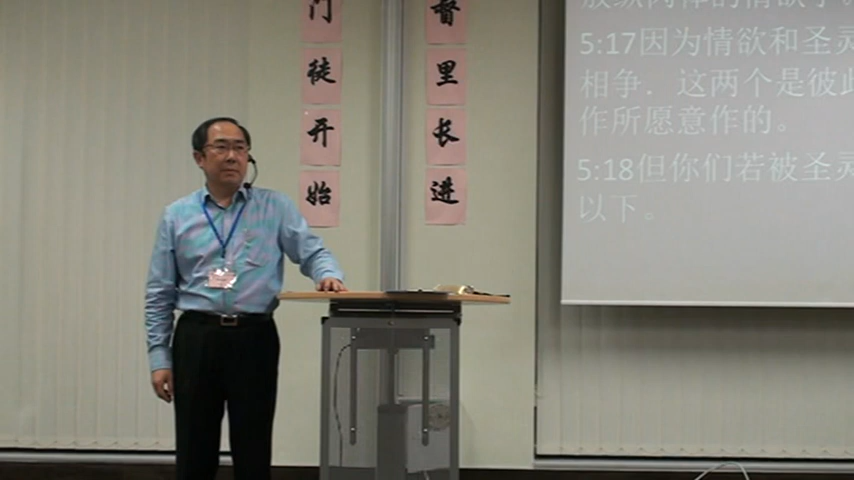 门徒开始
督里长进
5:17因为情欲和圣灵
相争．这两个是彼此
作所愿意作的。
5:18但你们若被圣灵
以下。